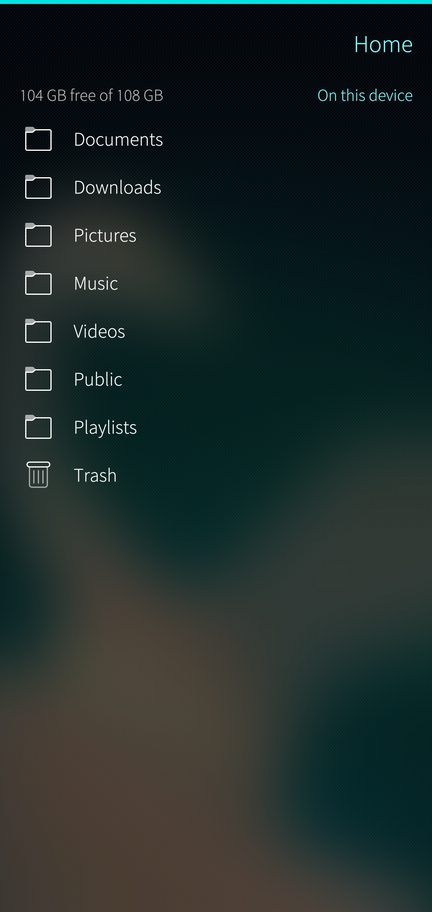 Home
104 GB free of 108 GB On this device
Documents
Downloads
Pictures
Music
Videos
Public
Playlists
Trash